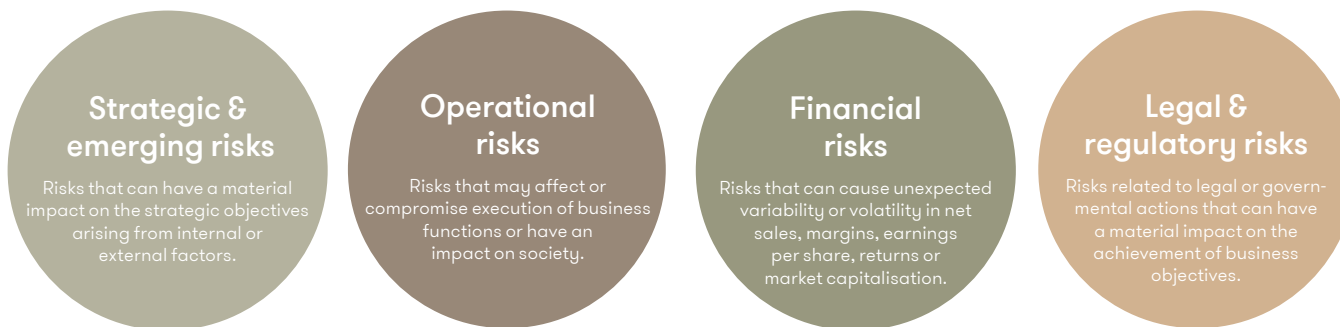 Strategic &
emerging risks
Risks that can have a material
impact on the strategic objectives
arising from internal or
external factors.
Operational
risks
Risks that may affect or
compromise execution of business
functions or have an
impact on society.
Financial
risks
Risks that can cause unexpected
variability or volatility in net
sales, margins, earnings
per share, returns or
market capitalisation.
Legal &
regulatory risks
Risks related to legal or govern-
mental actions that can have
a material impact on the
achievement of business
objectives.